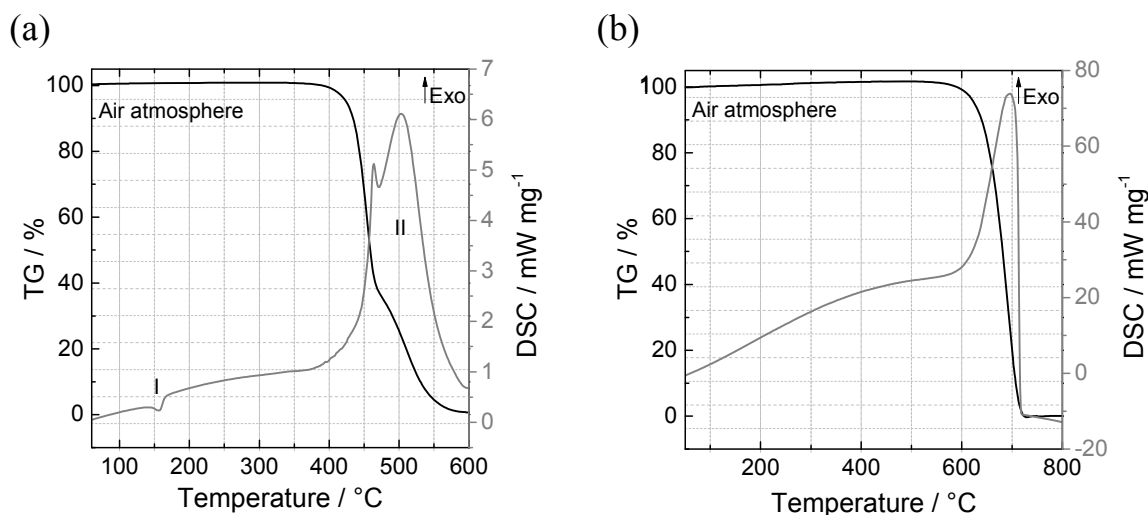 (a)
(b)
100
80
60
40
20
0
TG / %
Air atmosphere
Exo
I
II
7
6
5
4
3
2
1
0
DSC / mW mg⁻¹
100 200 300 400 500 600
Temperature / °C
100
80
60
40
20
0
TG / %
Air atmosphere
Exo
80
60
40
20
0
-20
DSC / mW mg⁻¹
200 400 600 800
Temperature / °C